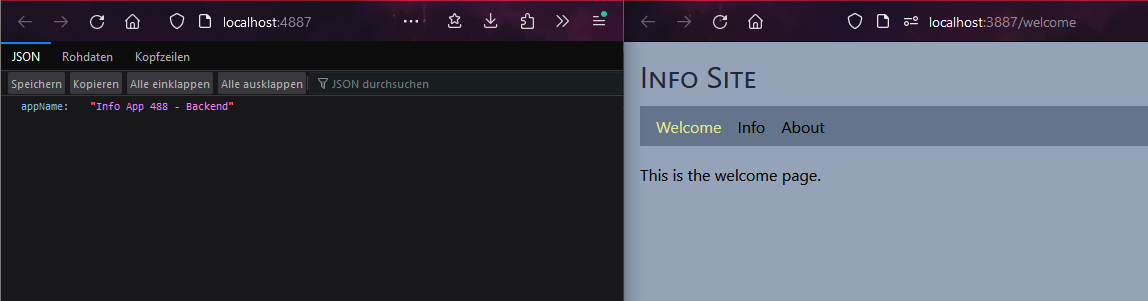 localhost:4887
JSON Rohdaten Kopfzeilen
Speichern Kopieren Alle einklappen Alle ausklappen JSON durchsuchen
appName: "Info App 488 - Backend"
localhost:3887/welcome
Info Site
Welcome Info About
This is the welcome page.